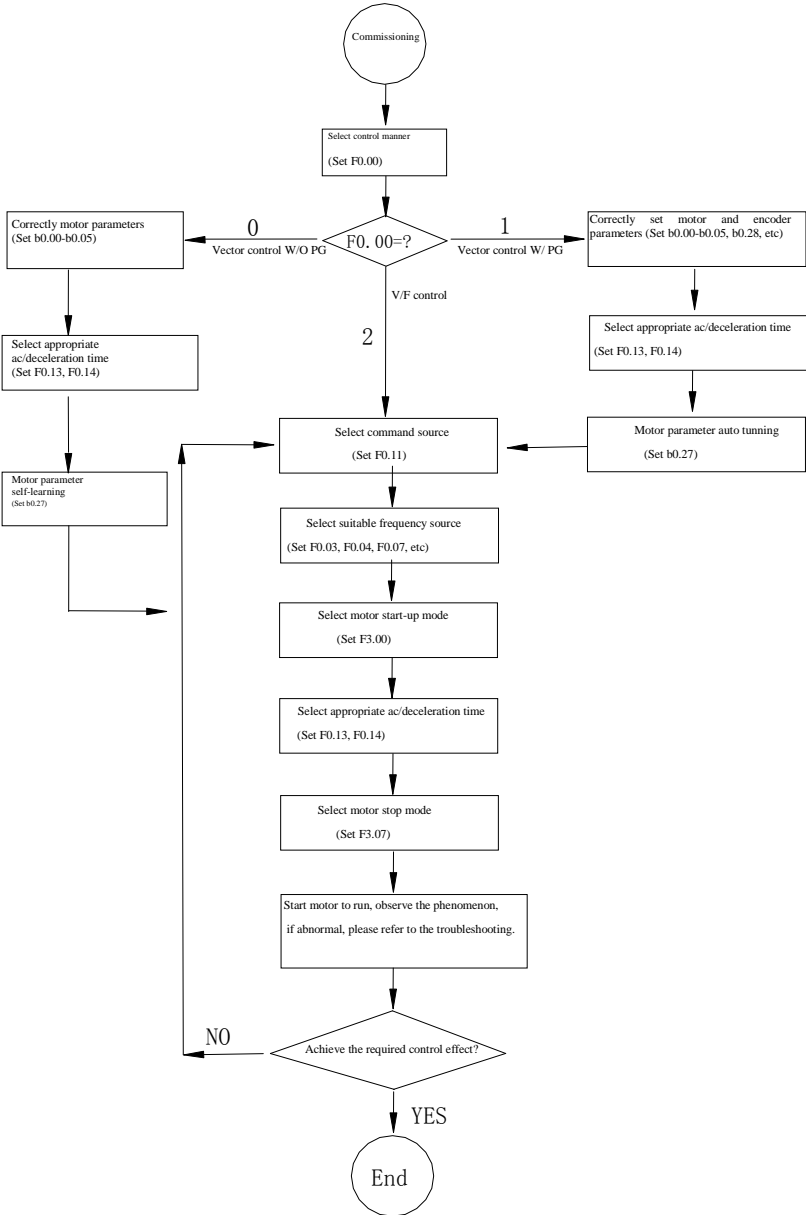 Commissioning
Select control manner
(Set F0.00)
F0.00=?
0
Vector control W/O PG
1
Vector control W/ PG
V/F control
2
Correctly motor parameters
(Set b0.00-b0.05)
Select appropriate
ac/deceleration time
(Set F0.13, F0.14)
Motor parameter
self-learning
(Set b0.27)
Correctly set motor and encoder
parameters (Set b0.00-b0.05, b0.28, etc)
Select appropriate ac/deceleration time
(Set F0.13, F0.14)
Motor parameter auto tunning
(Set b0.27)
Select command source
(Set F0.11)
Select suitable frequency source
(Set F0.03, F0.04, F0.07, etc)
Select motor start-up mode
(Set F3.00)
Select appropriate ac/deceleration time
(Set F0.13, F0.14)
Select motor stop mode
(Set F3.07)
Start motor to run, observe the phenomenon,
if abnormal, please refer to the troubleshooting.
Achieve the required control effect?
NO
YES
End